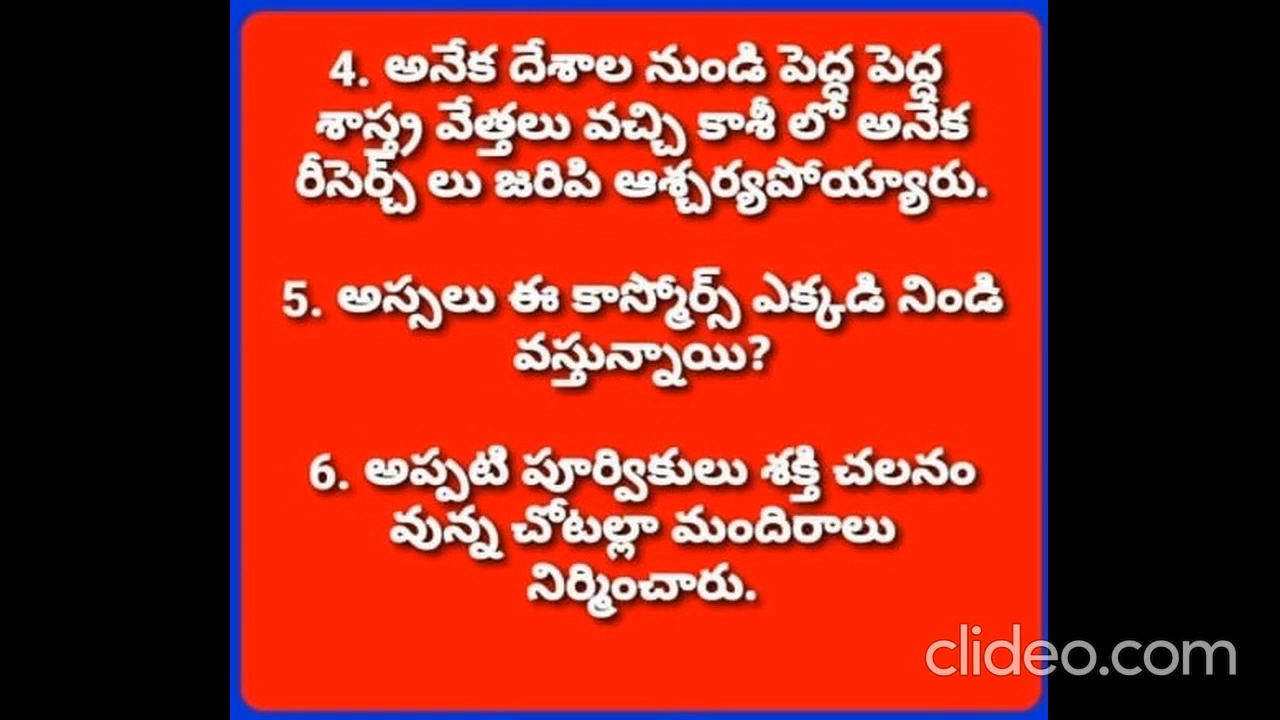 4. అనేక దేశాల నుండి పెద్ద పెద్ద
శాస్త్ర వేత్తలు వచ్చి కాశీ లో అనేక
రీసెర్చ్ లు జరిపి ఆశ్చర్యపోయ్యారు.
5. అస్సలు ఈ కాస్మోర్స్ ఎక్కడి నిండి
వస్తున్నాయి?
6. అప్పటి పూర్వికులు శక్తి చలనం
వున్న చోటల్లా మందిరాలు
నిర్మించారు.
clideo.com